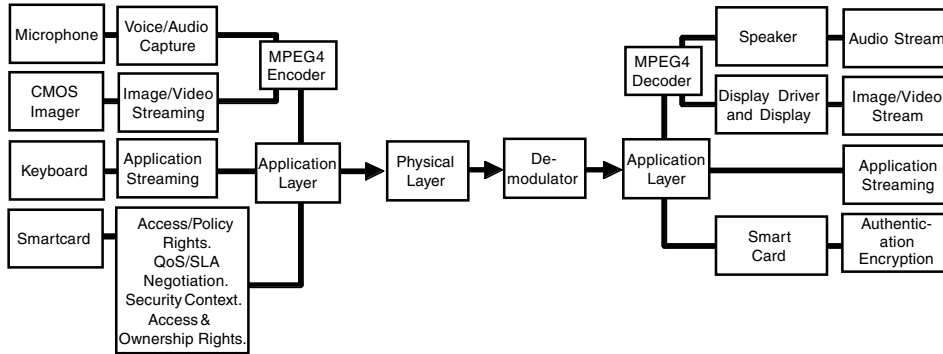 Microphone
Voice/Audio
Capture
MPEG4
Encoder
CMOS
Imager
Image/Video
Streaming
Keyboard
Application
Streaming
Application
Layer
Smartcard
Access/Policy
Rights.
QoS/SLA
Negotiation.
Security Context.
Access &
Ownership Rights.
Physical
Layer
De-
modulator
Application
Layer
MPEG4
Decoder
Speaker
Audio Stream
Display Driver
and Display
Image/Video
Stream
Application
Streaming
Smart
Card
Authentic-
ation
Encryption